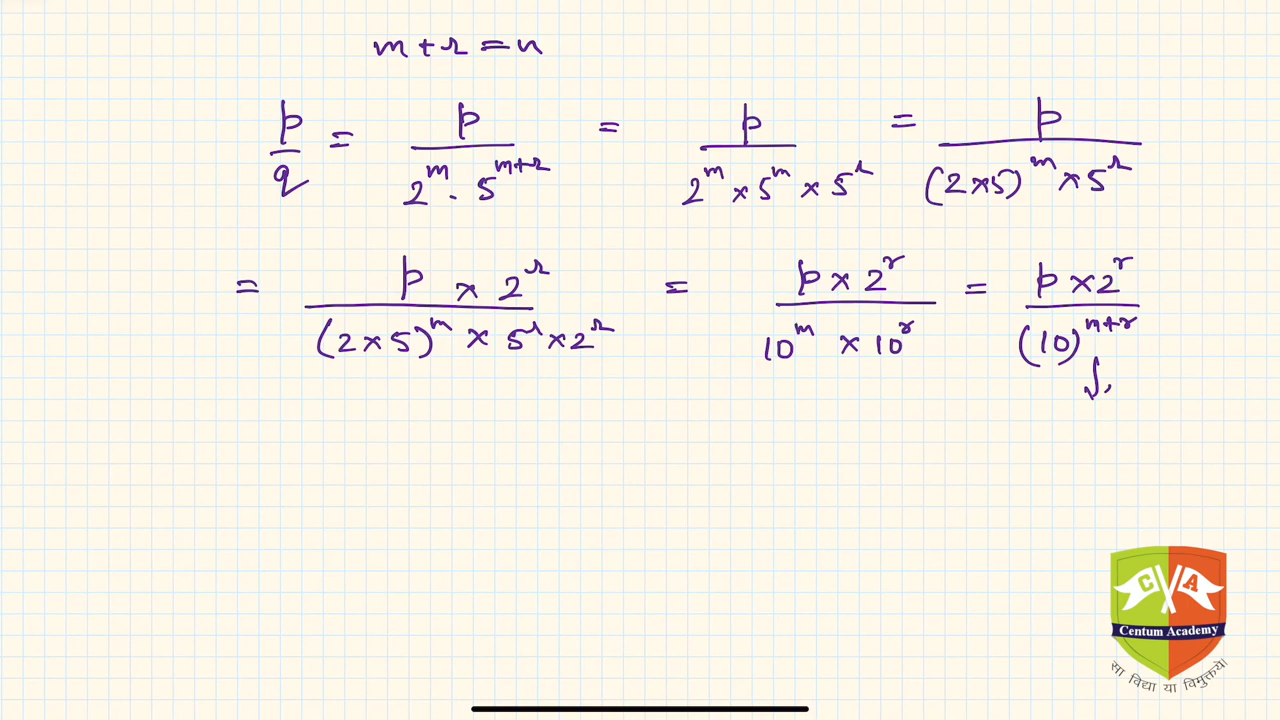 m + r = n
p/q = p/(2^m · 5^(m+r)) = p/(2^m × 5^m × 5^r) = p/((2×5)^m × 5^r)
= (p × 2^r)/((2×5)^m × 5^r × 2^r) = (p × 2^r)/(10^m × 10^r) = (p × 2^r)/((10)^(m+r))
C A
Centum Academy
सा विद्या या विमुक्तये।